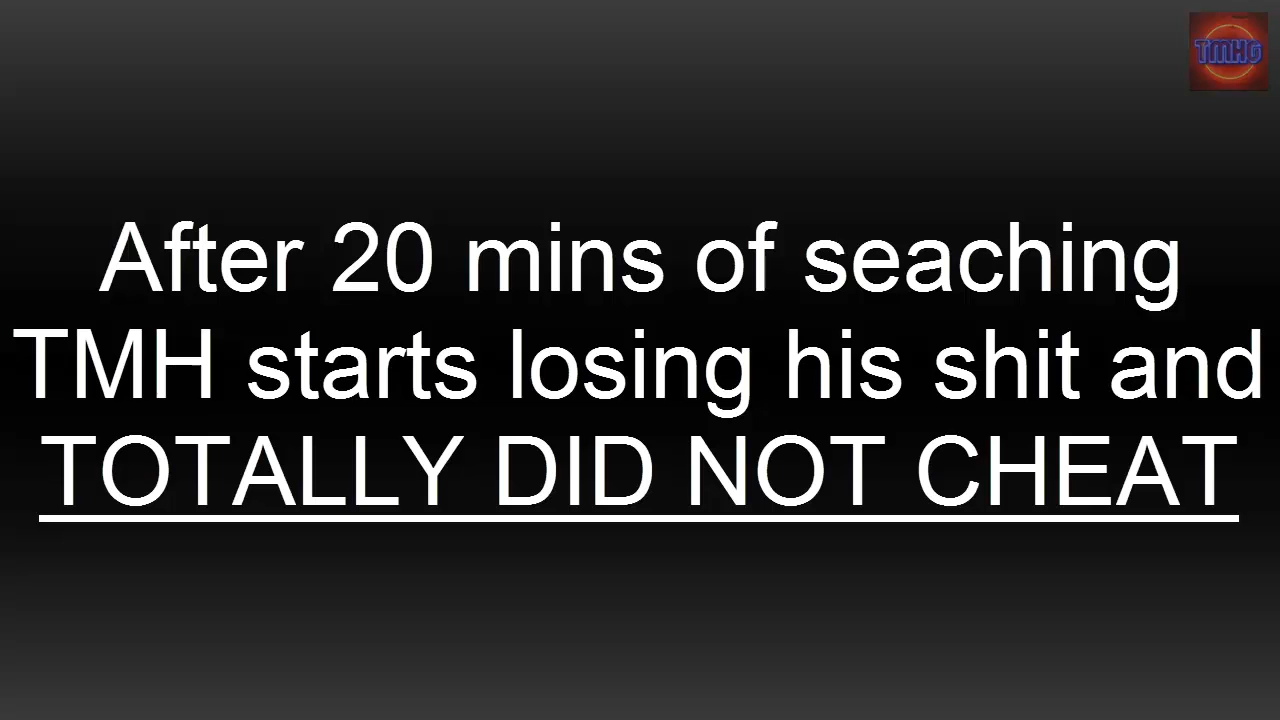 TMHG
After 20 mins of seaching
TMH starts losing his shit and
TOTALLY DID NOT CHEAT